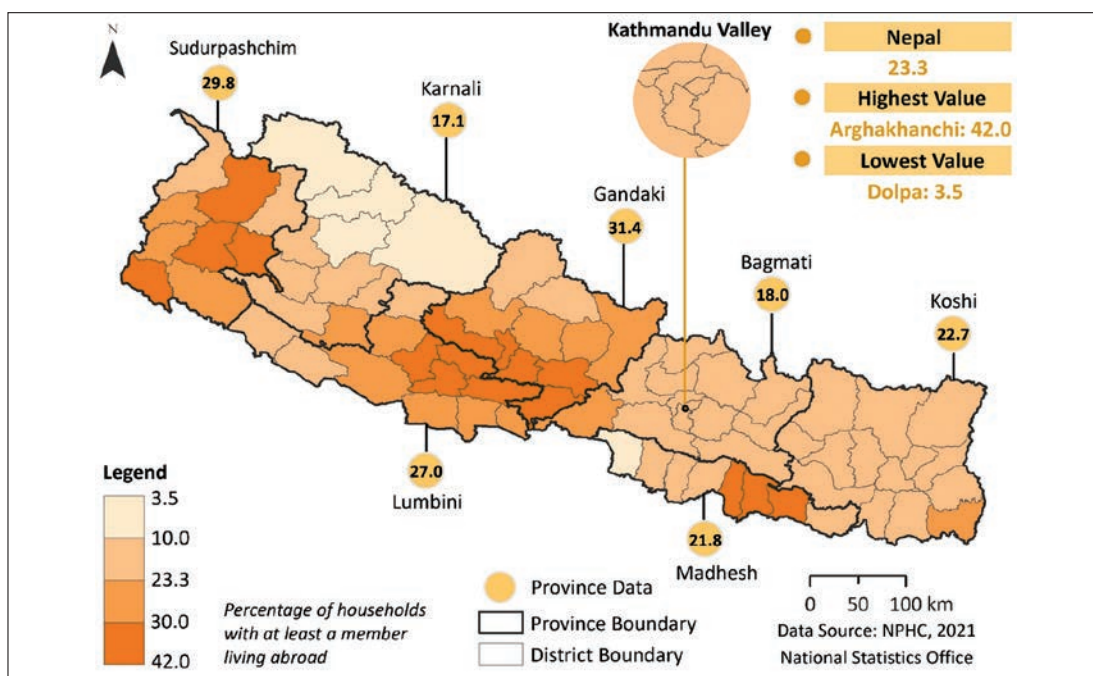 N
Sudurpashchim
29.8
Karnali
17.1
Kathmandu Valley
Nepal
23.3
Highest Value
Arghakhanchi: 42.0
Lowest Value
Dolpa: 3.5
Gandaki
31.4
Bagmati
18.0
Koshi
22.7
27.0
Lumbini
21.8
Madhesh
Legend
3.5
10.0
23.3
30.0
42.0
Percentage of households
with at least a member
living abroad
Province Data
Province Boundary
District Boundary
0 50 100 km
Data Source: NPHC, 2021
National Statistics Office